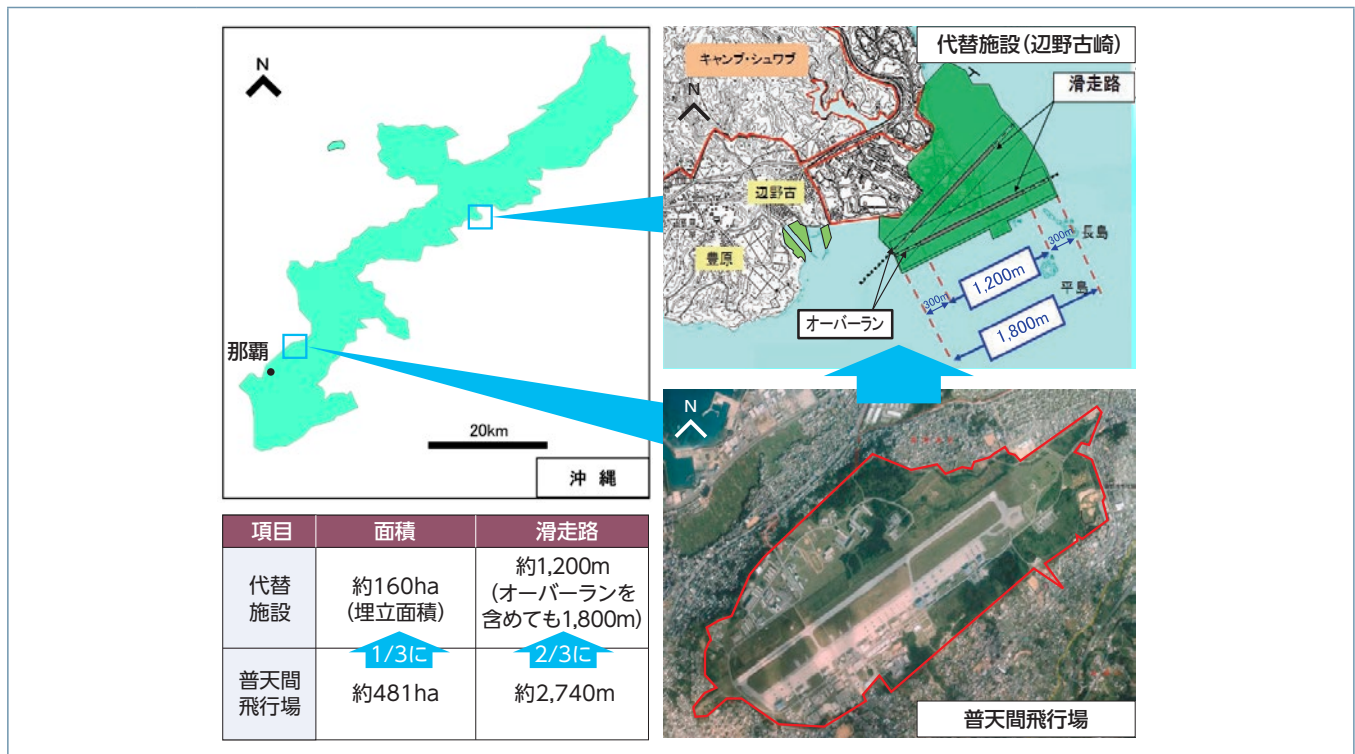 N
那覇
20km
沖 縄
代替施設(辺野古崎)
キャンプ・シュワブ
N
滑走路
辺野古
豊原
オーバーラン
300m
1,200m
300m
長島
平島
1,800m
N
普天間飛行場
項目 面積 滑走路
代替
施設
約160ha
(埋立面積)
約1,200m
(オーバーランを
含めても1,800m)
1/3に 2/3に
普天間
飛行場
約481ha
約2,740m